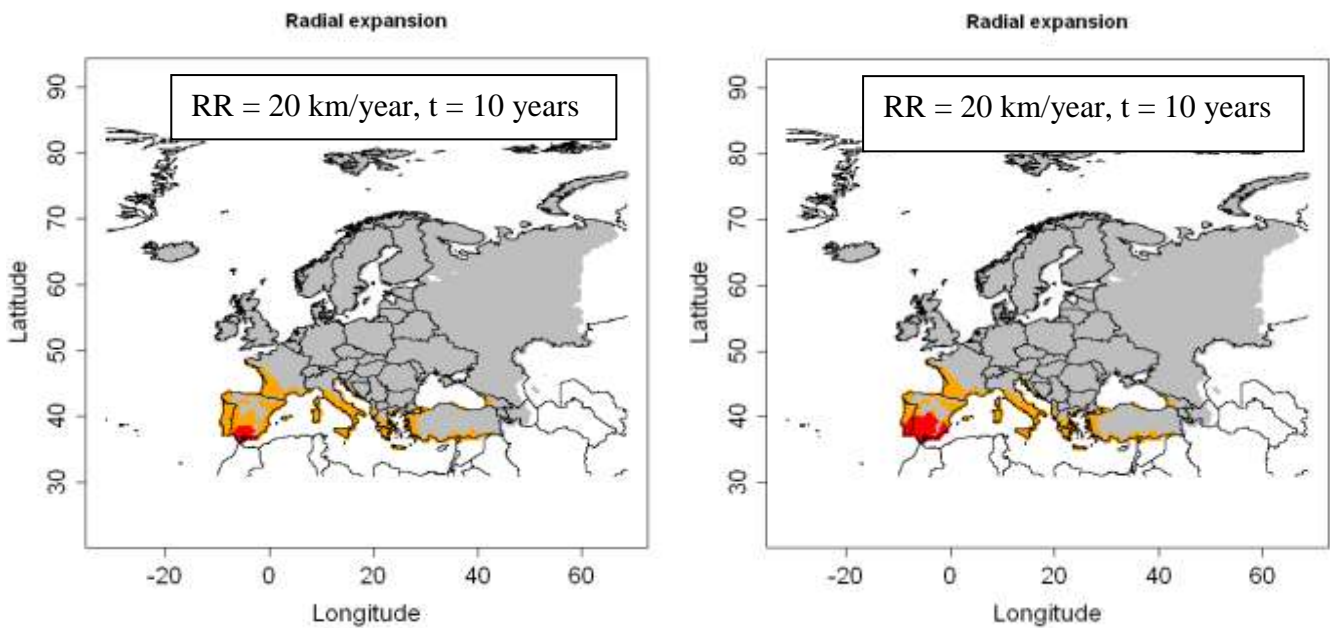 Radial expansion
RR = 20 km/year, t = 10 years
90
80
70
60
50
40
30
Latitude
-20 0 20 40 60
Longitude
Radial expansion
RR = 20 km/year, t = 10 years
90
80
70
60
50
40
30
Latitude
-20 0 20 40 60
Longitude